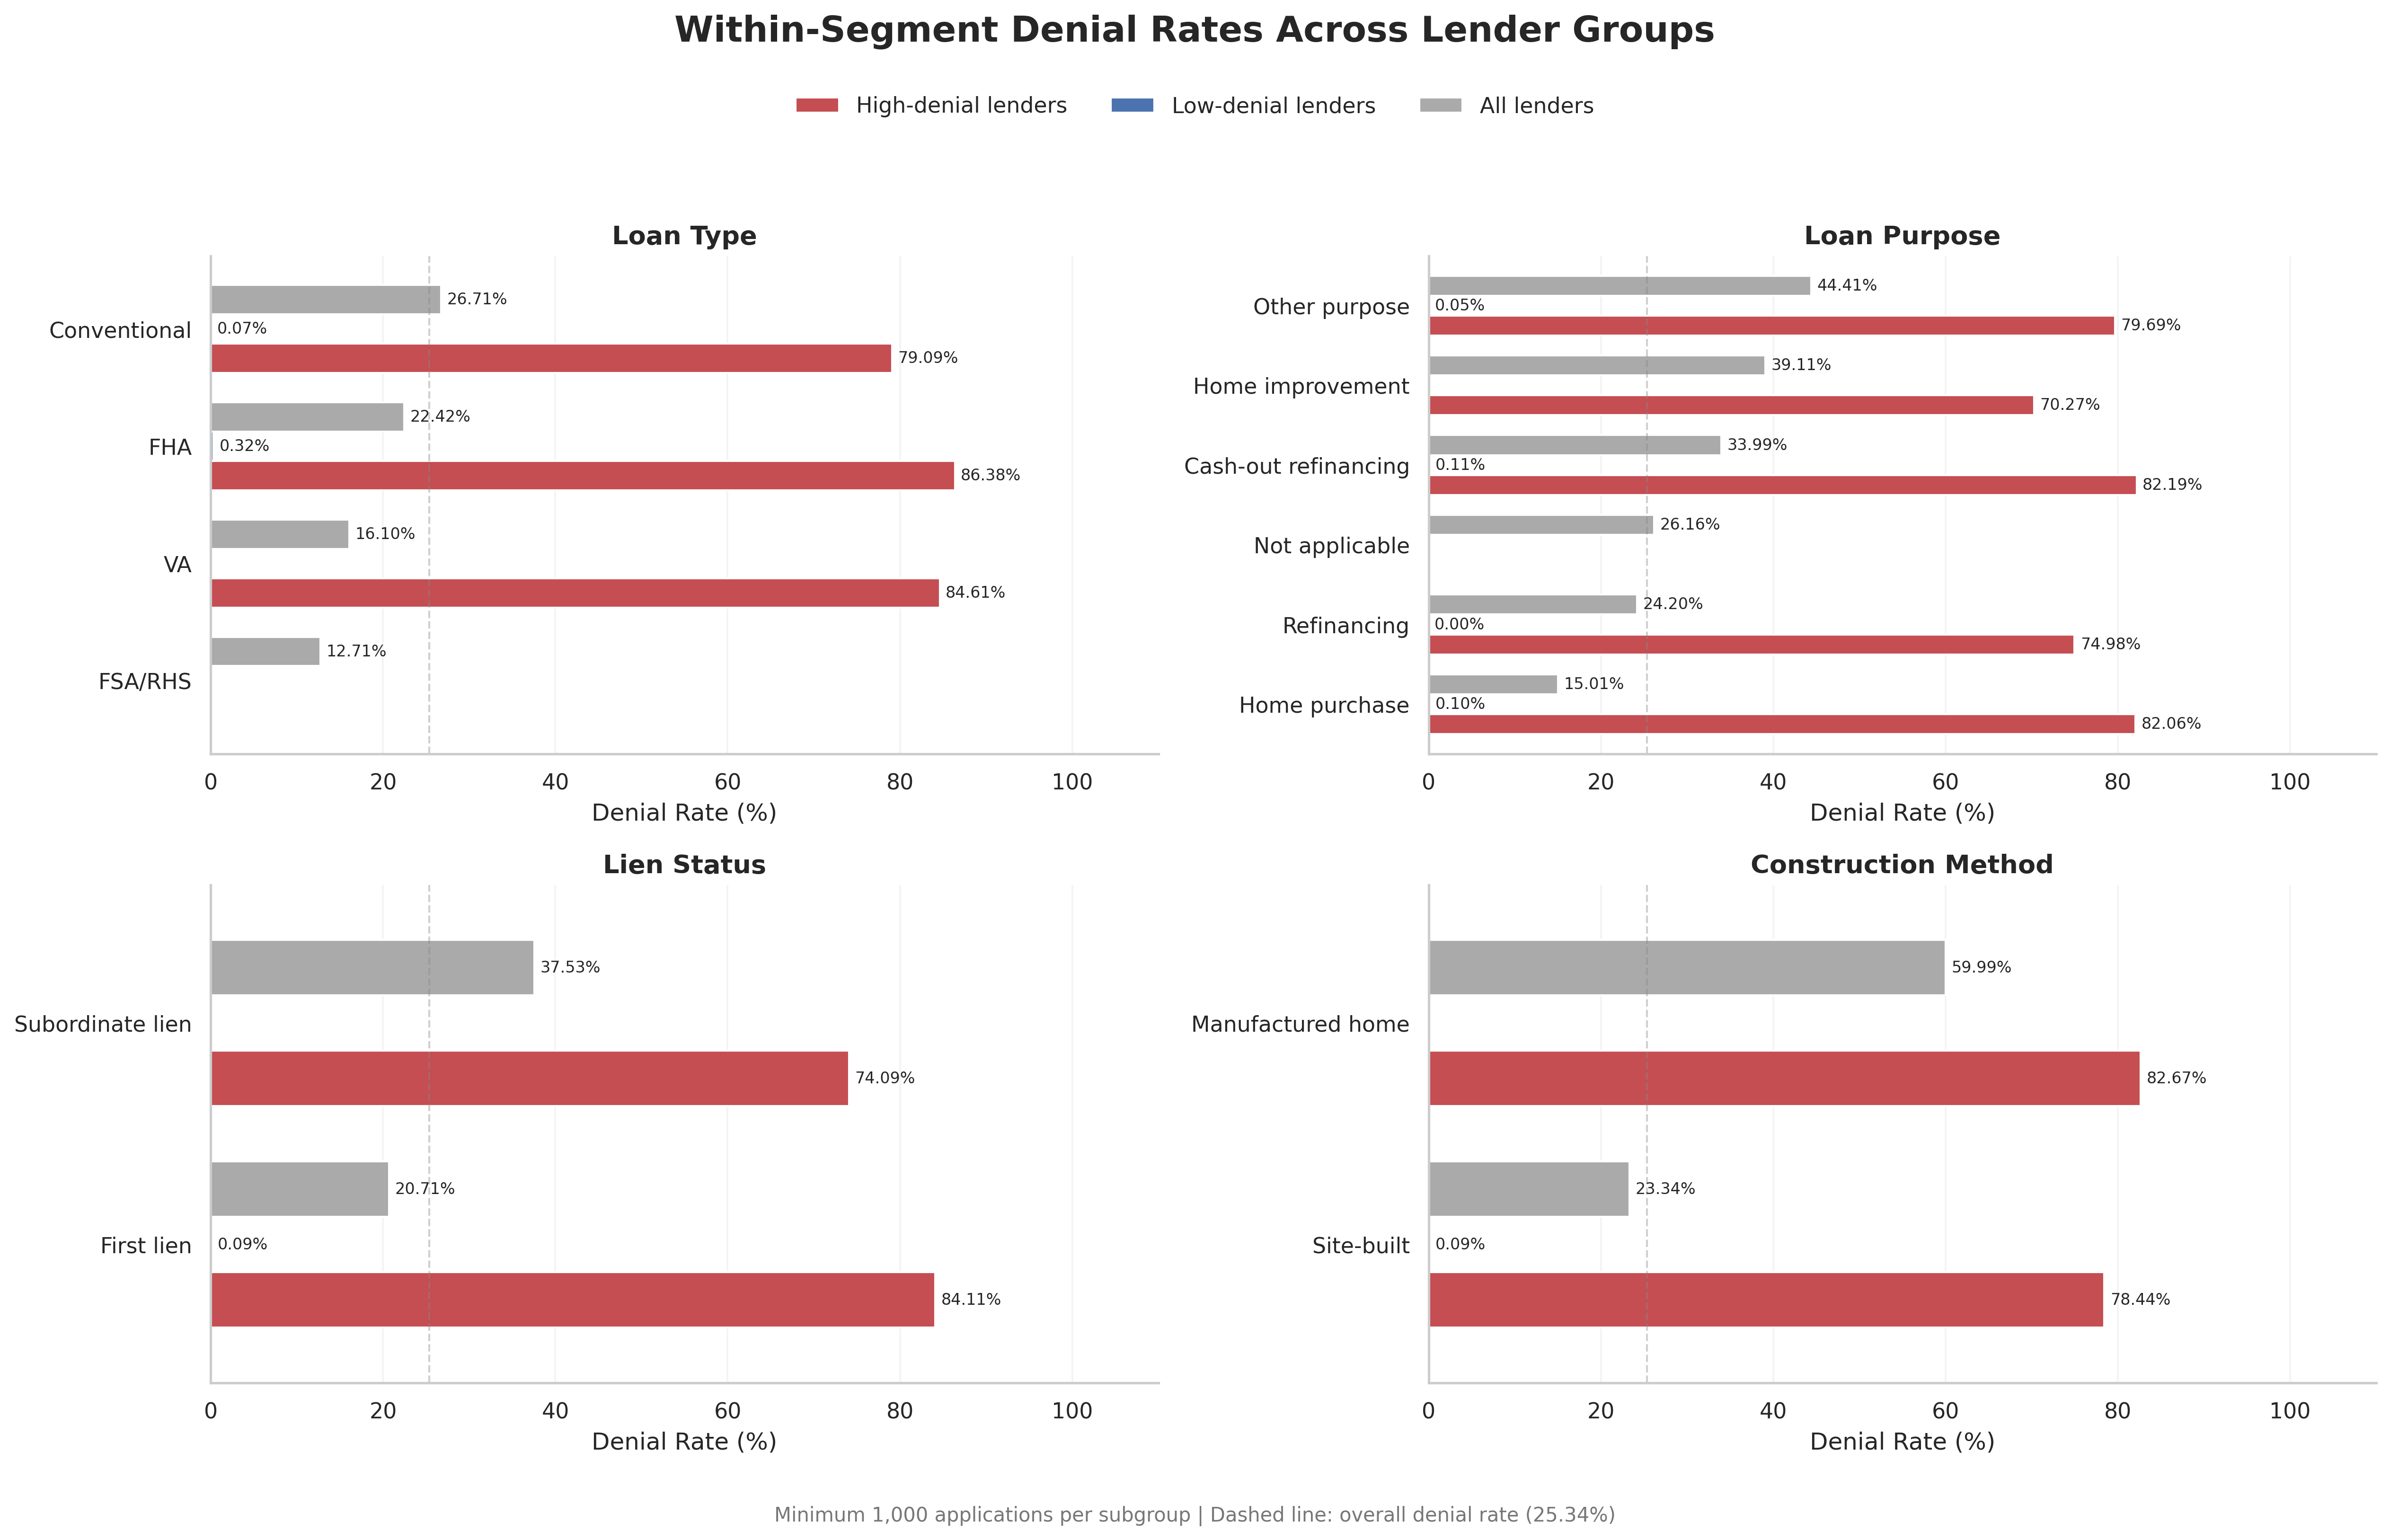 Within-Segment Denial Rates Across Lender Groups
High-denial lenders
Low-denial lenders
All lenders
Loan Type
Conventional
26.71%
0.07%
79.09%
FHA
22.42%
0.32%
86.38%
VA
16.10%
84.61%
FSA/RHS
12.71%
0 20 40 60 80 100
Denial Rate (%)
Loan Purpose
Other purpose
44.41%
0.05%
79.69%
Home improvement
39.11%
70.27%
Cash-out refinancing
33.99%
0.11%
82.19%
Not applicable
26.16%
Refinancing
24.20%
0.00%
74.98%
Home purchase
15.01%
0.10%
82.06%
0 20 40 60 80 100
Denial Rate (%)
Lien Status
Subordinate lien
37.53%
74.09%
First lien
20.71%
0.09%
84.11%
0 20 40 60 80 100
Denial Rate (%)
Construction Method
Manufactured home
59.99%
82.67%
Site-built
23.34%
0.09%
78.44%
0 20 40 60 80 100
Denial Rate (%)
Minimum 1,000 applications per subgroup | Dashed line: overall denial rate (25.34%)